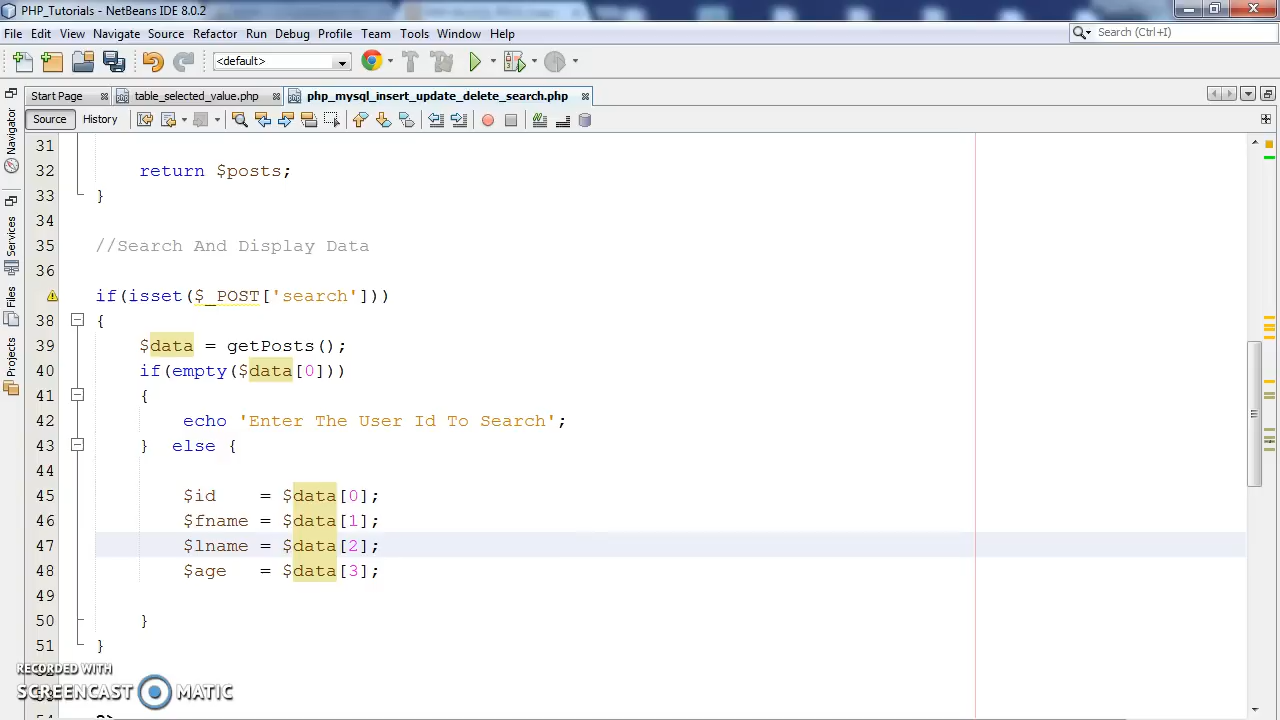 PHP_Tutorials - NetBeans IDE 8.0.2
File Edit View Navigate Source Refactor Run Debug Profile Team Tools Window Help
Search (Ctrl+I)
<default>
Start Page table_selected_value.php php_mysql_insert_update_delete_search.php
Source History
Navigator
Services
Files
Projects
31
32 return $posts;
33 }
34
35 //Search And Display Data
36
if(isset($_POST['search']))
38 {
39 $data = getPosts();
40 if(empty($data[0]))
41 {
42 echo 'Enter The User Id To Search';
43 } else {
44
45 $id = $data[0];
46 $fname = $data[1];
47 $lname = $data[2];
48 $age = $data[3];
49
50 }
51 }
RECORDED WITH
SCREENCAST MATIC
?>